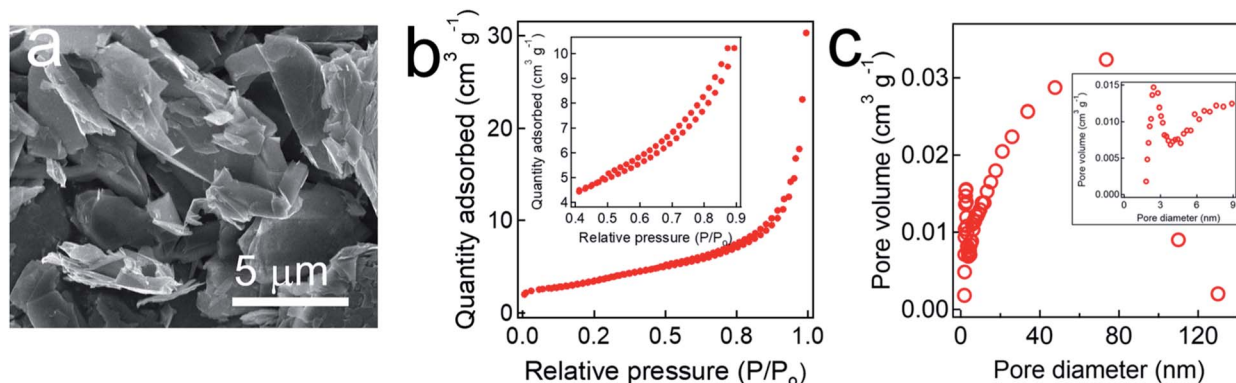 a
5 μm
b
Quantity adsorbed (cm³ g⁻¹)
30
20
10
0
0.0 0.2 0.5 0.8 1.0
Relative pressure (P/Pₒ)
Quantity adsorbed (cm³ g⁻¹)
10
9
8
7
6
5
4
0.4 0.5 0.6 0.7 0.8 0.9
Relative pressure (P/Pₒ)
c
Pore volume (cm³ g⁻¹)
0.03
0.02
0.01
0.00
0 40 80 120
Pore diameter (nm)
Pore volume (cm³ g⁻¹)
0.015
0.010
0.005
0.000
0 3 6 9
Pore diameter (nm)